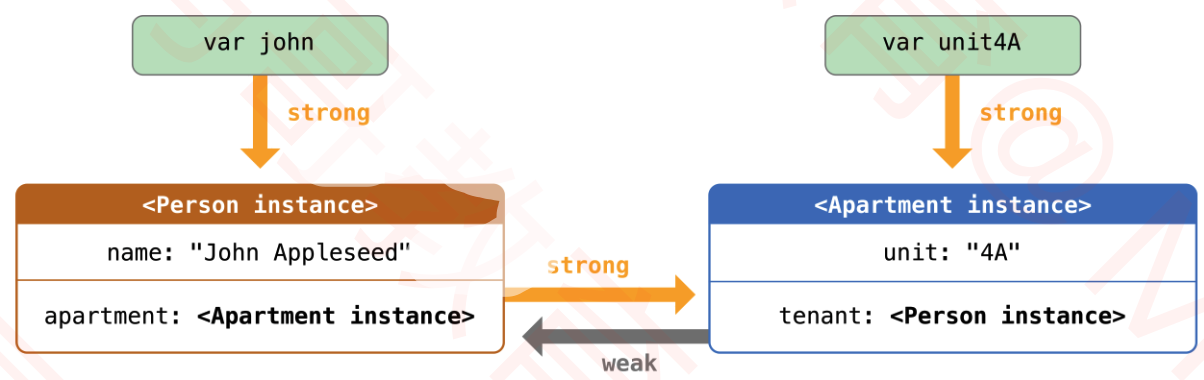 var john
var unit4A
strong
strong
<Person instance>
<Apartment instance>
name: "John Appleseed"
unit: "4A"
strong
apartment: <Apartment instance>
tenant: <Person instance>
weak